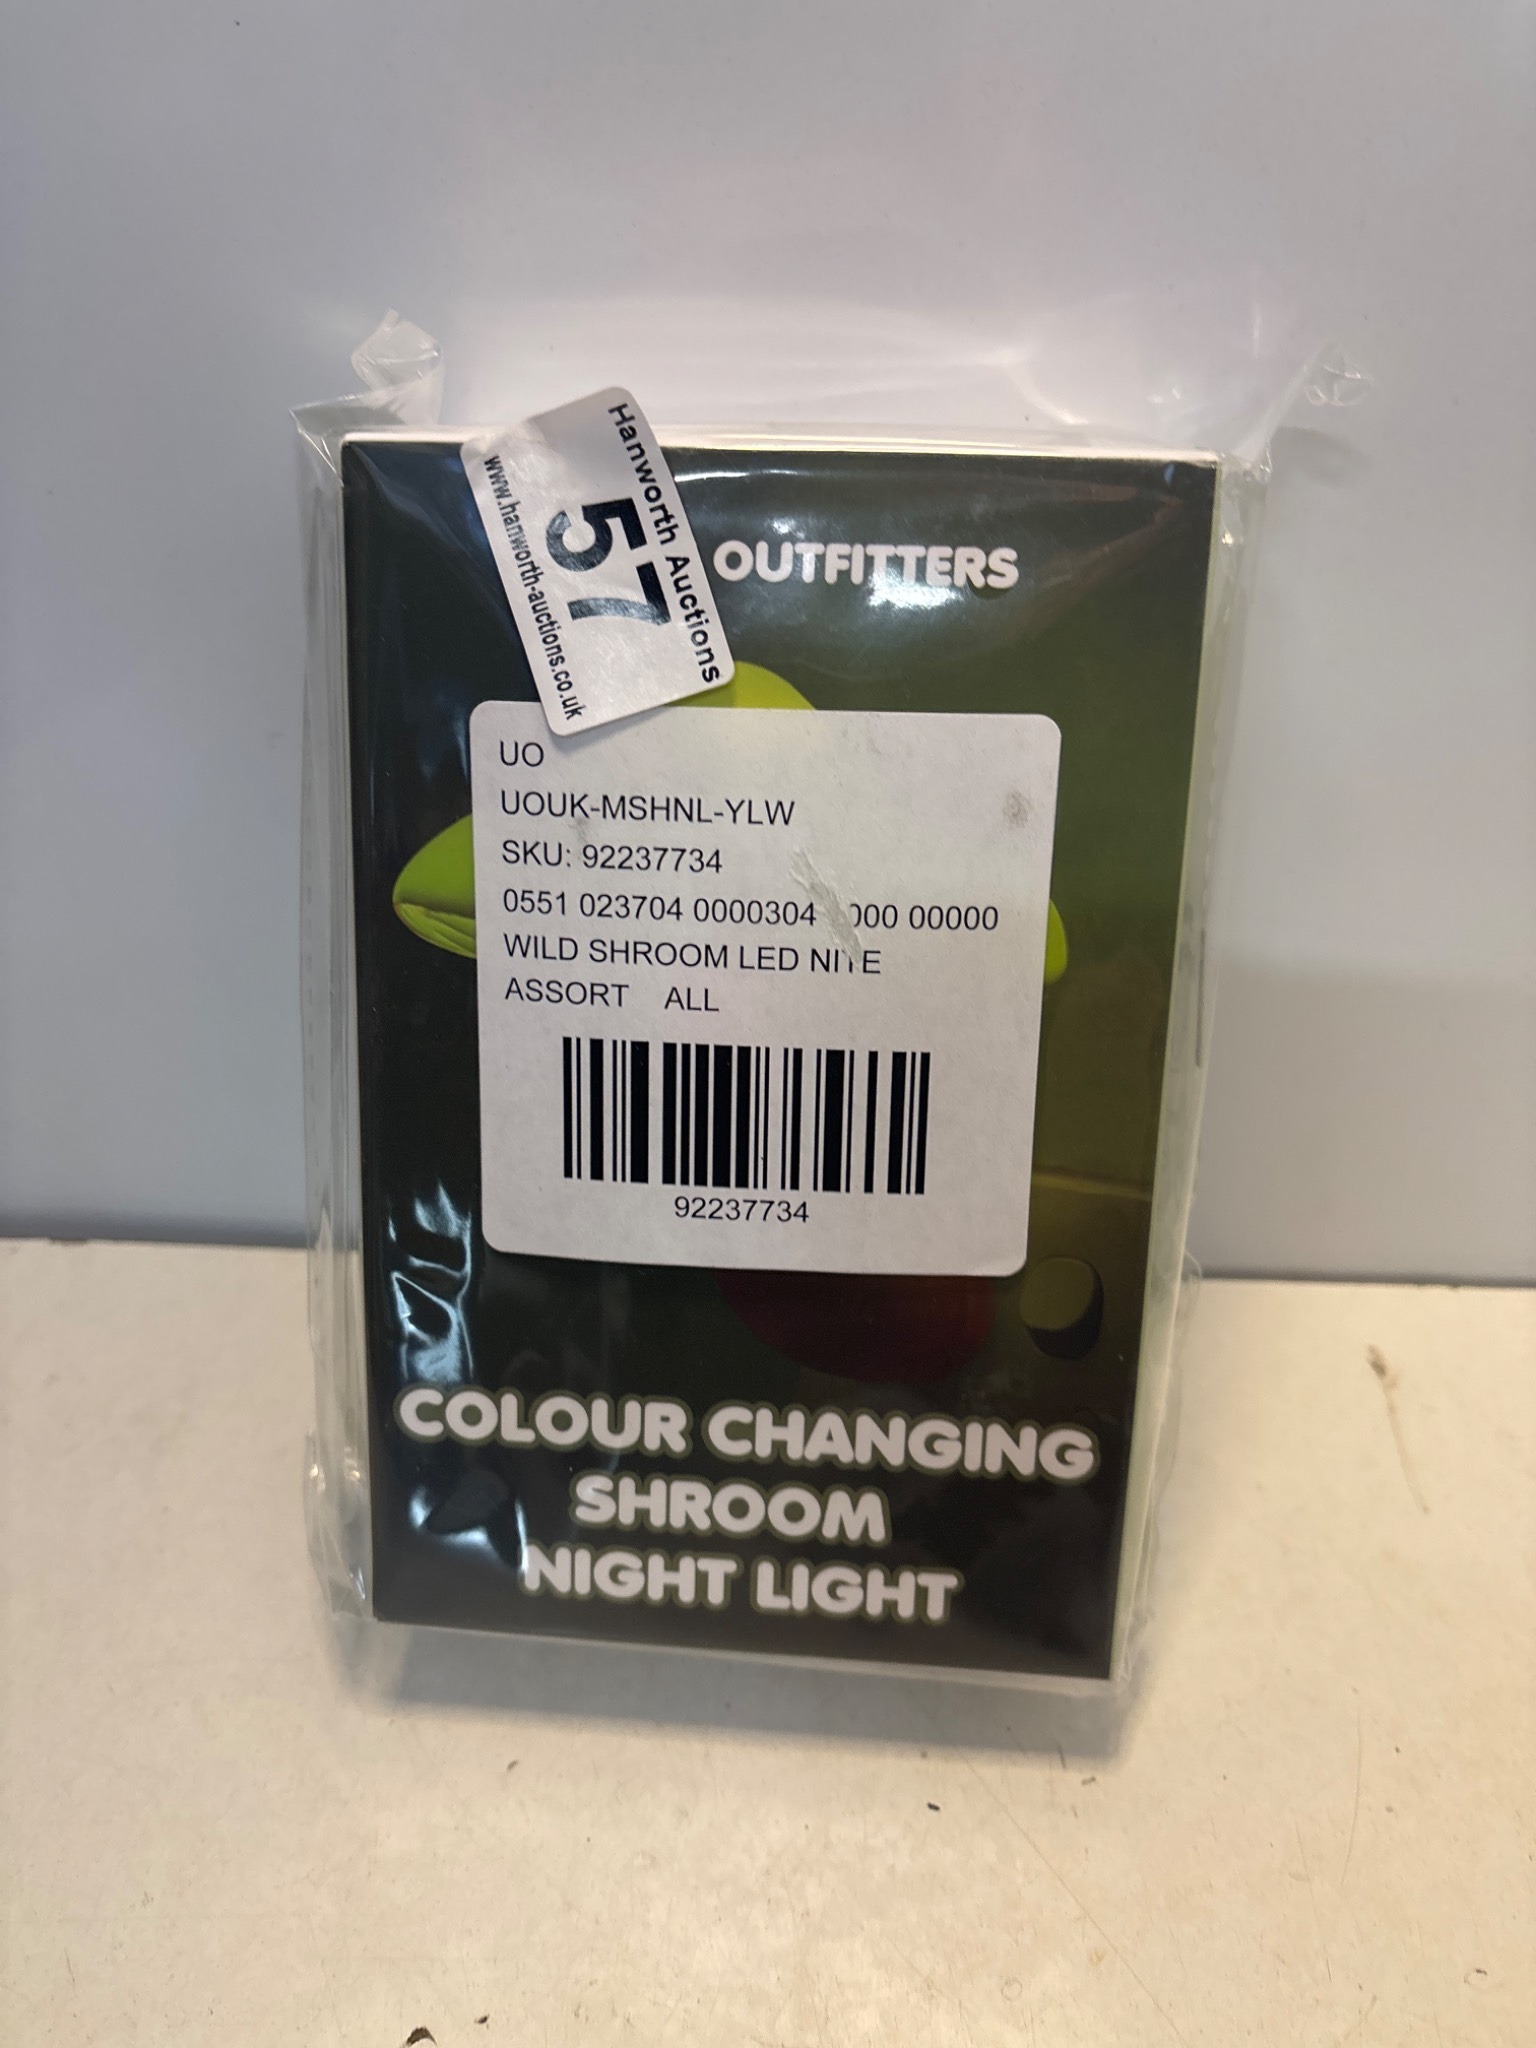 Hanworth Auctions
57
www.hanworth-auctions.co.uk
OUTFITTERS
UO
UOUK-MSHNL-YLW
SKU: 92237734
0551 023704 0000304 000 00000
WILD SHROOM LED NITE
ASSORT ALL
92237734
COLOUR CHANGING
SHROOM
NIGHT LIGHT